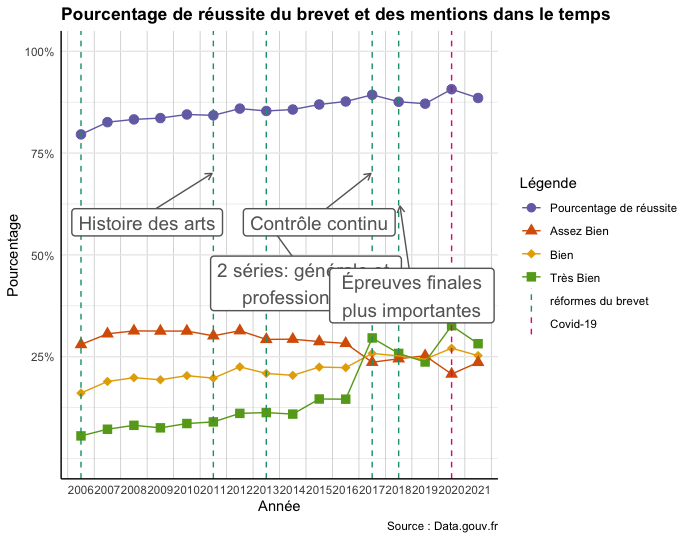 Pourcentage de réussite du brevet et des mentions dans le temps
100%
75%
50%
25%
Pourcentage
Histoire des arts
Contrôle continu
2 séries: générale et
profession
Épreuves finales
plus importantes
2006 2007 2008 2009 2010 2011 2012 2013 2014 2015 2016 2017 2018 2019 2020 2021
Année
Source : Data.gouv.fr
Légende
Pourcentage de réussite
Assez Bien
Bien
Très Bien
réformes du brevet
Covid-19